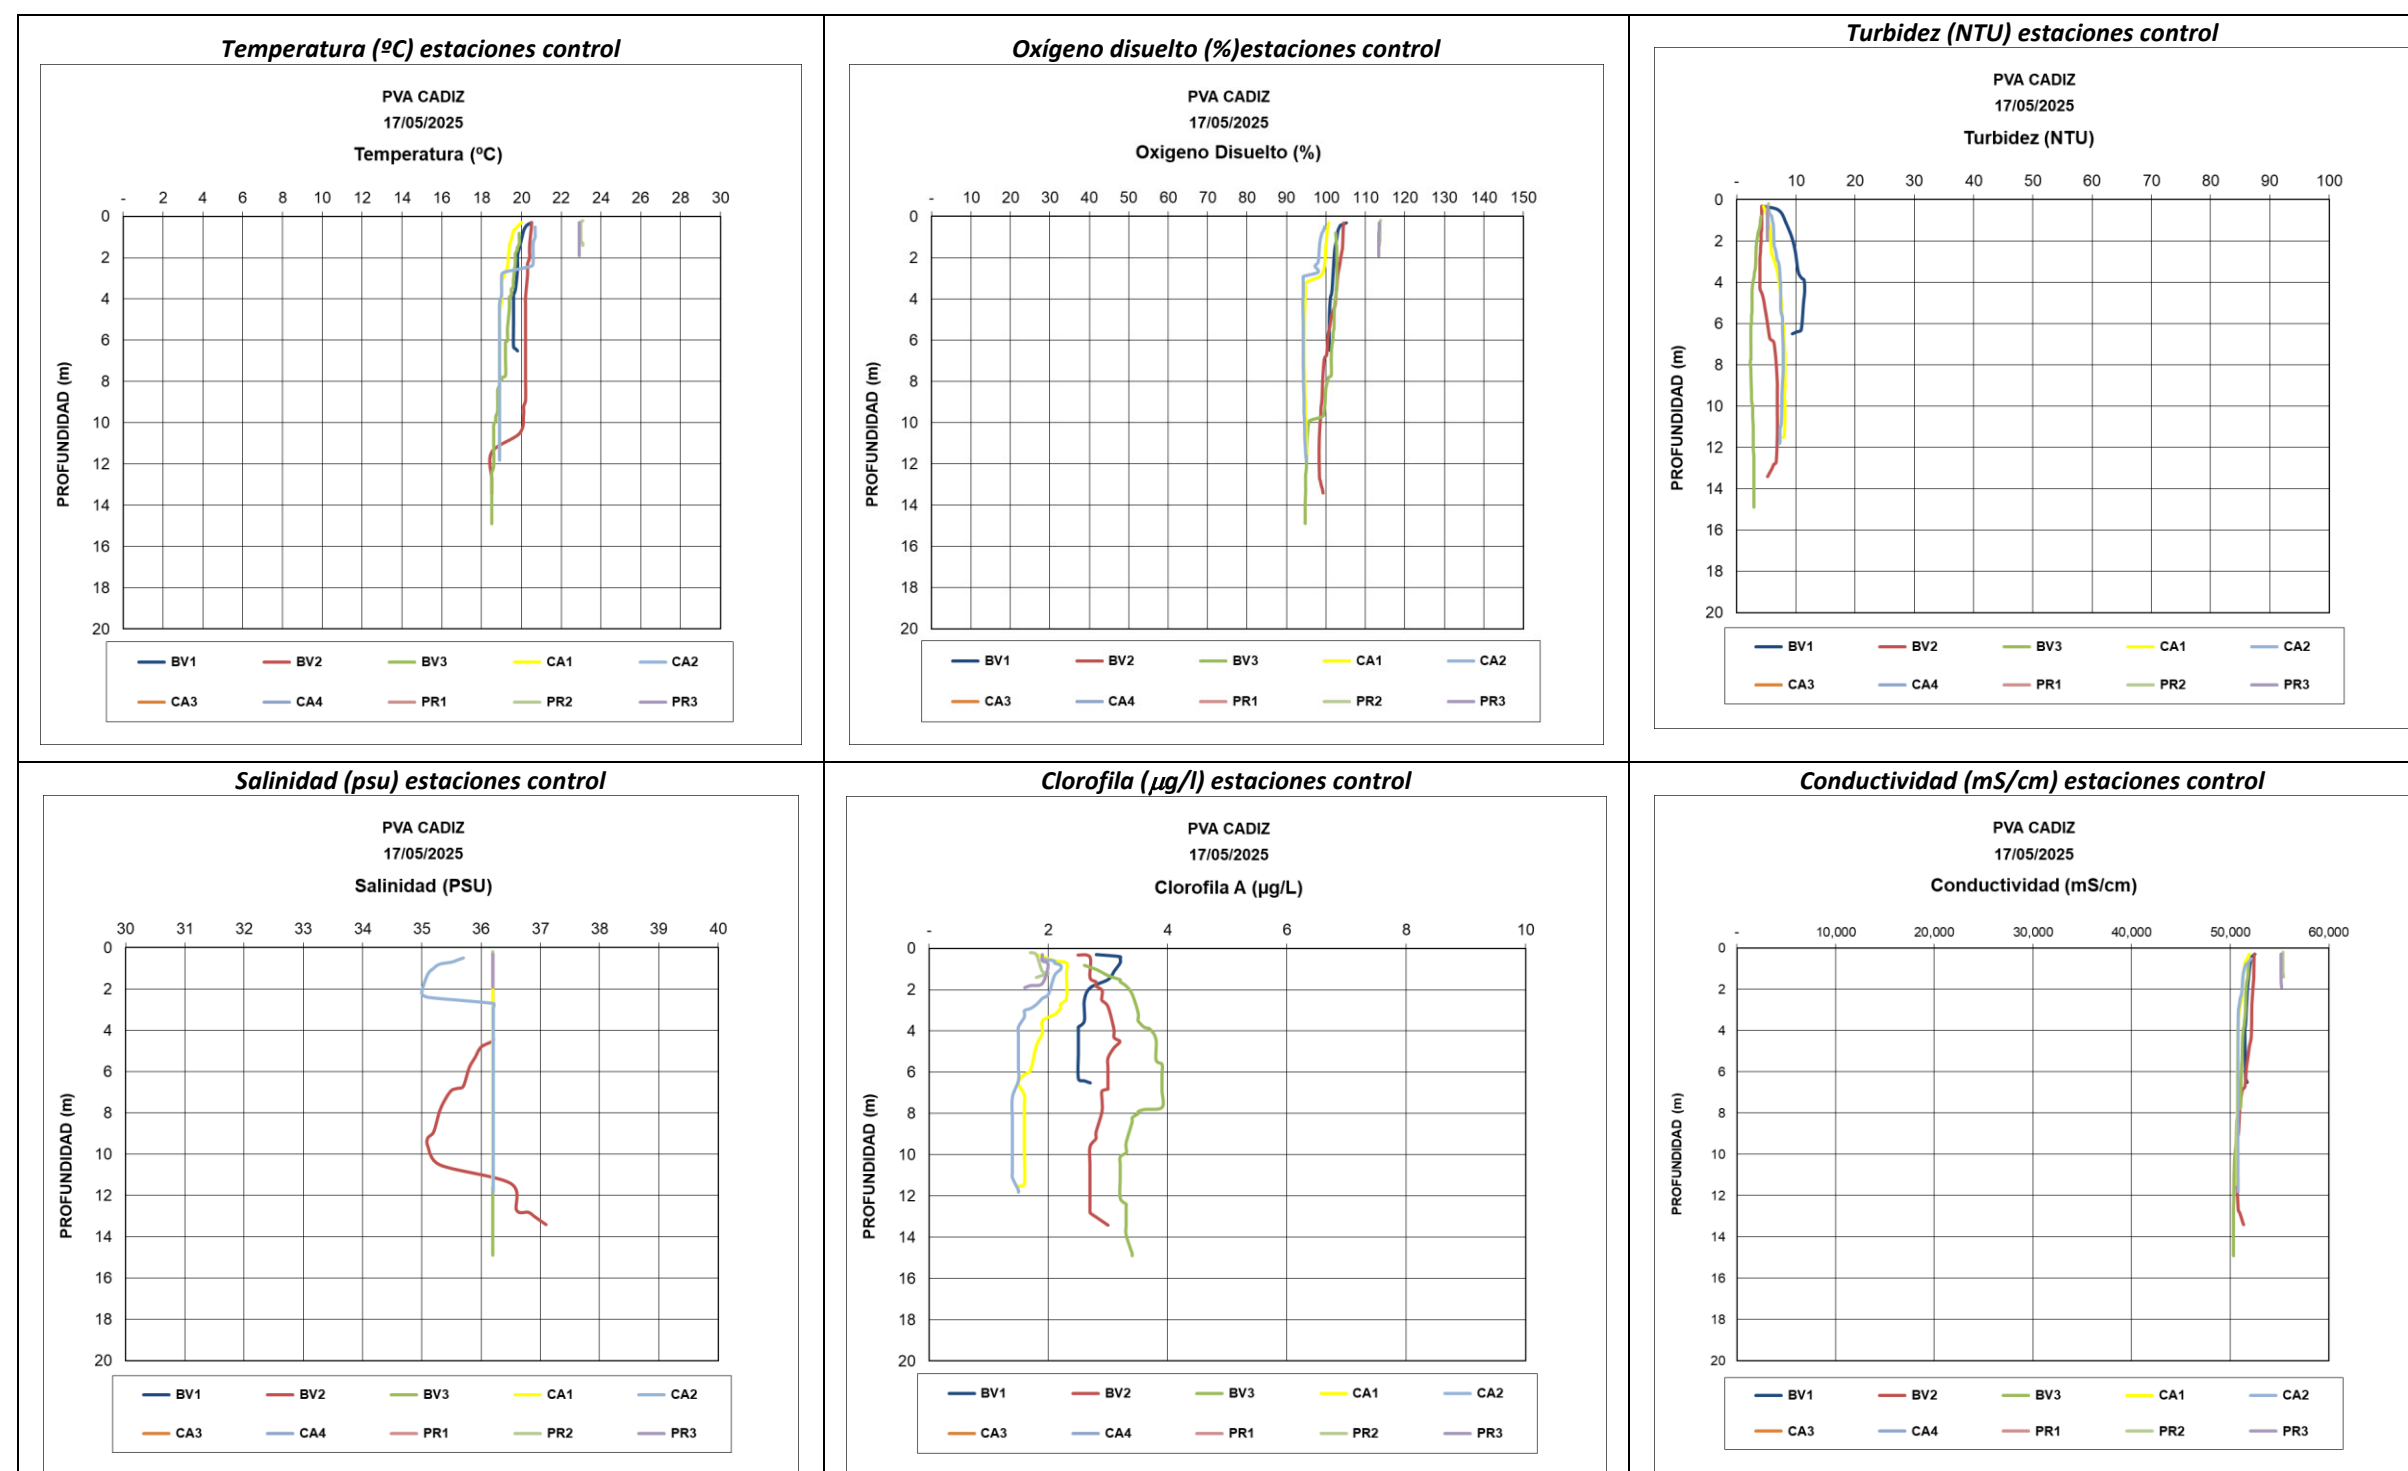 Temperatura (ºC) estaciones control
PVA CADIZ
17/05/2025
Temperatura (ºC)
- 2 4 6 8 10 12 14 16 18 20 22 24 26 28 30
0
2
4
6
8
10
12
14
16
18
20
PROFUNDIDAD (m)
BV1 BV2 BV3 CA1 CA2
CA3 CA4 PR1 PR2 PR3
Oxígeno disuelto (%)estaciones control
PVA CADIZ
17/05/2025
Oxigeno Disuelto (%)
- 10 20 30 40 50 60 70 80 90 100 110 120 130 140 150
0
2
4
6
8
10
12
14
16
18
20
PROFUNDIDAD (m)
BV1 BV2 BV3 CA1 CA2
CA3 CA4 PR1 PR2 PR3
Turbidez (NTU) estaciones control
PVA CADIZ
17/05/2025
Turbidez (NTU)
- 10 20 30 40 50 60 70 80 90 100
0
2
4
6
8
10
12
14
16
18
20
PROFUNDIDAD (m)
BV1 BV2 BV3 CA1 CA2
CA3 CA4 PR1 PR2 PR3
Salinidad (psu) estaciones control
PVA CADIZ
17/05/2025
Salinidad (PSU)
30 31 32 33 34 35 36 37 38 39 40
0
2
4
6
8
10
12
14
16
18
20
PROFUNDIDAD (m)
BV1 BV2 BV3 CA1 CA2
CA3 CA4 PR1 PR2 PR3
Clorofila (µg/l) estaciones control
PVA CADIZ
17/05/2025
Clorofila A (µg/L)
- 2 4 6 8 10
0
2
4
6
8
10
12
14
16
18
20
PROFUNDIDAD (m)
BV1 BV2 BV3 CA1 CA2
CA3 CA4 PR1 PR2 PR3
Conductividad (mS/cm) estaciones control
PVA CADIZ
17/05/2025
Conductividad (mS/cm)
- 10,000 20,000 30,000 40,000 50,000 60,000
0
2
4
6
8
10
12
14
16
18
20
PROFUNDIDAD (m)
BV1 BV2 BV3 CA1 CA2
CA3 CA4 PR1 PR2 PR3